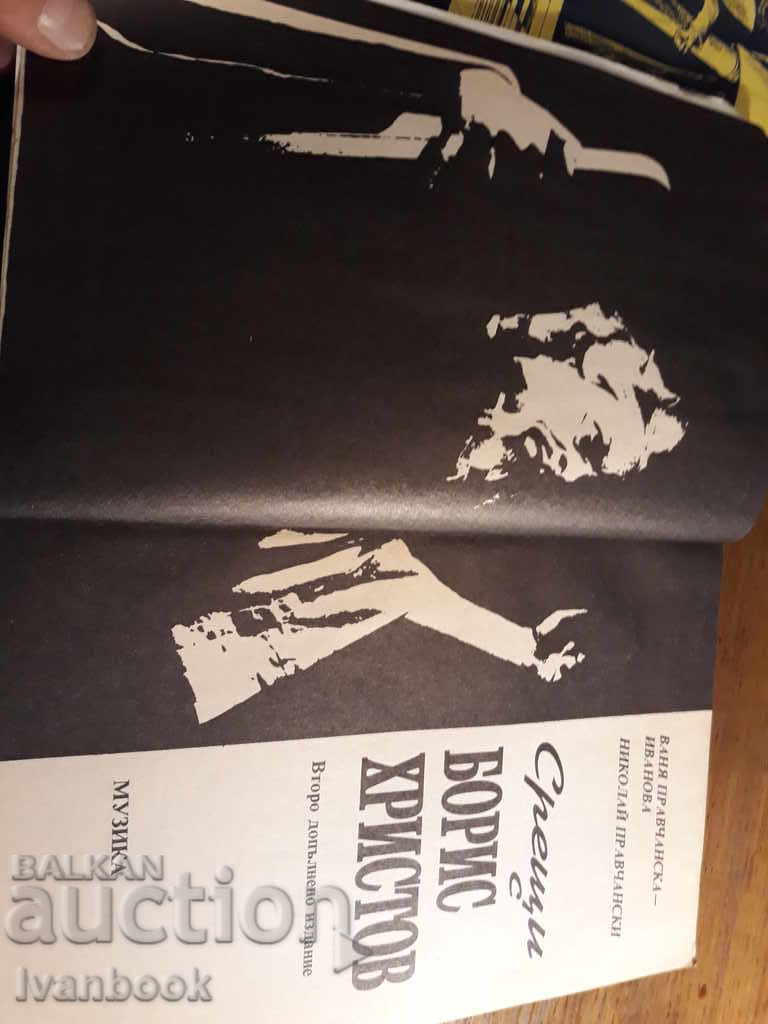 ВАНЯ ПРАВЧАНСКА–
ИВАНОВА
НИКОЛАЙ ПРАВЧАНСКИ
Срещи
с
БОРИС
ХРИСТОВ
Второ допълнено издание
МУЗИКА
BALKAN
auction
Ivanbook